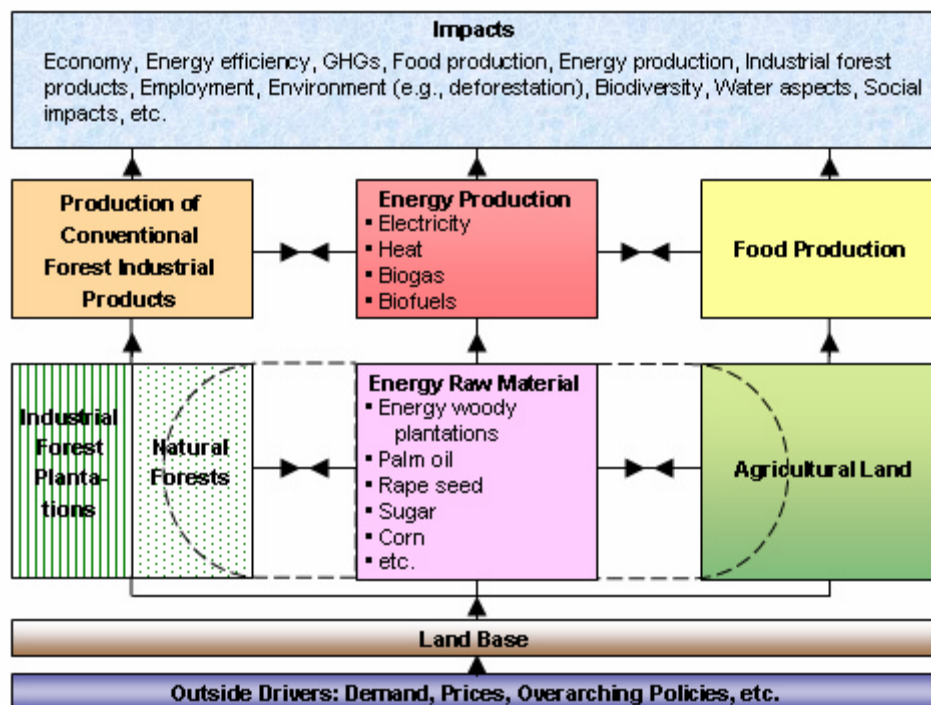 Impacts
Economy, Energy efficiency, GHGs, Food production, Energy production, Industrial forest
products, Employment, Environment (e.g., deforestation), Biodiversity, Water aspects, Social
impacts, etc.
Production of
Conventional
Forest Industrial
Products
Energy Production
▪ Electricity
▪ Heat
▪ Biogas
▪ Biofuels
Food Production
Industrial
Forest
Planta-
tions
Natural
Forests
Energy Raw Material
▪ Energy woody
plantations
▪ Palm oil
▪ Rape seed
▪ Sugar
▪ Corn
▪ etc.
Agricultural Land
Land Base
Outside Drivers: Demand, Prices, Overarching Policies, etc.